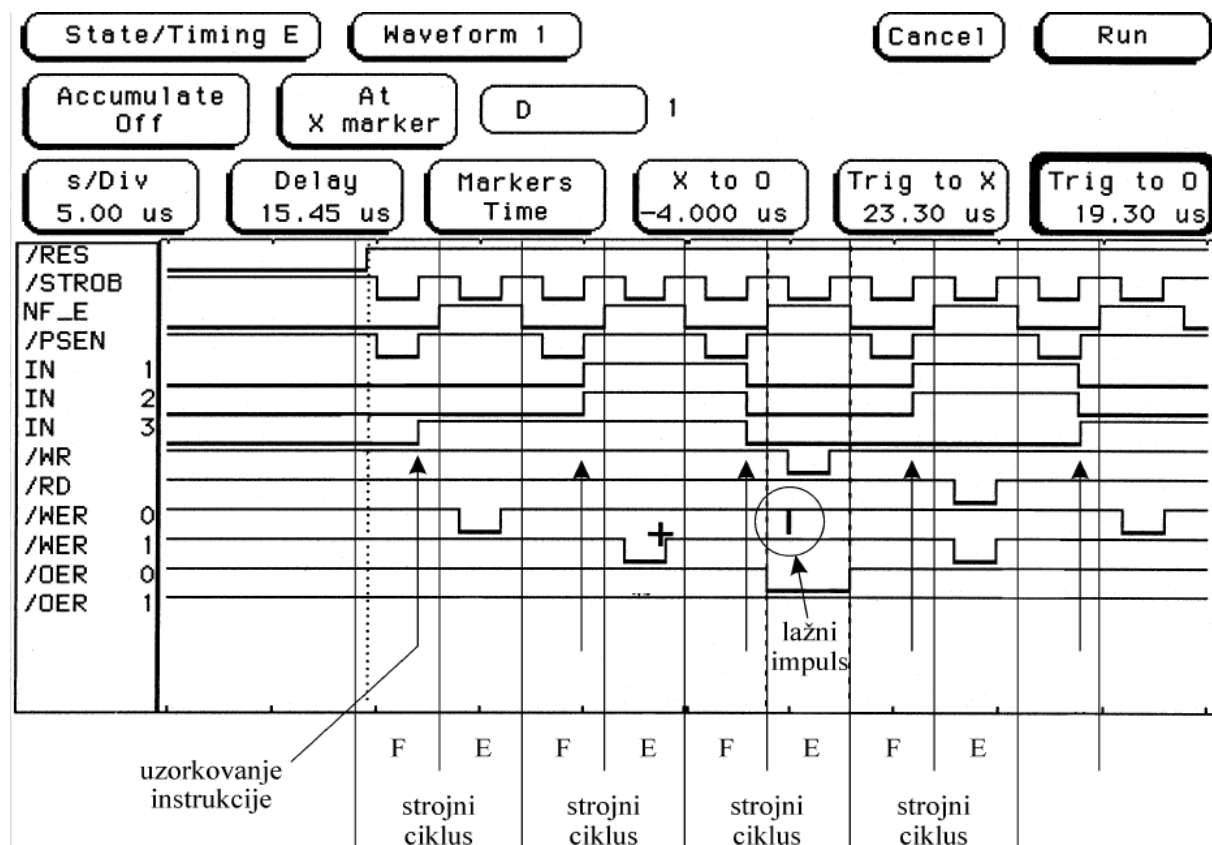 State/Timing E
Waveform 1
Cancel
Run
Accumulate
Off
At
X marker
D
1
s/Div
5.00 us
Delay
15.45 us
Markers
Time
X to O
-4.000 us
Trig to X
23.30 us
Trig to O
19.30 us
/RES
/STROB
NF_E
/PSEN
IN 1
IN 2
IN 3
/WR
/RD
/WER 0
/WER 1
/OER 0
/OER 1
lažni
impuls
F E F E F E F E
uzorkovanje
instrukcije
strojni
ciklus
strojni
ciklus
strojni
ciklus
strojni
ciklus